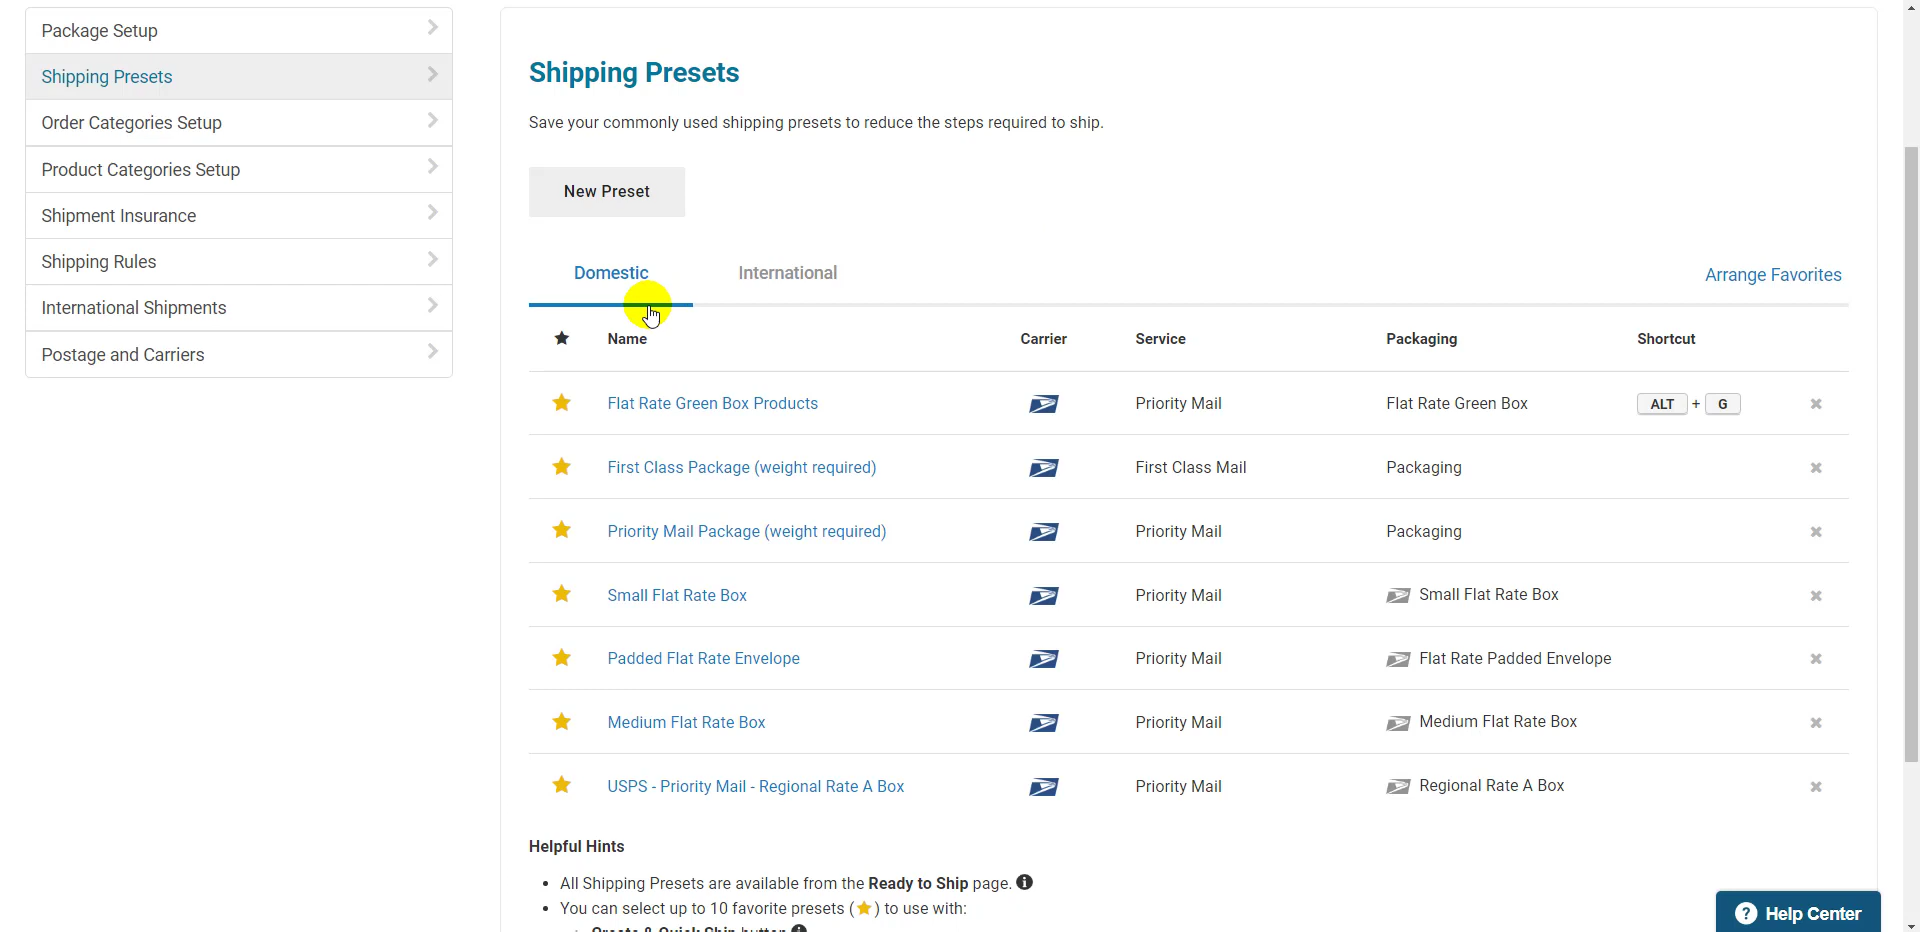 Package Setup
Shipping Presets
Order Categories Setup
Product Categories Setup
Shipment Insurance
Shipping Rules
International Shipments
Postage and Carriers
Shipping Presets
Save your commonly used shipping presets to reduce the steps required to ship.
New Preset
Domestic International Arrange Favorites
Name Carrier Service Packaging Shortcut
Flat Rate Green Box Products Priority Mail Flat Rate Green Box ALT + G
First Class Package (weight required) First Class Mail Packaging
Priority Mail Package (weight required) Priority Mail Packaging
Small Flat Rate Box Priority Mail Small Flat Rate Box
Padded Flat Rate Envelope Priority Mail Flat Rate Padded Envelope
Medium Flat Rate Box Priority Mail Medium Flat Rate Box
USPS - Priority Mail - Regional Rate A Box Priority Mail Regional Rate A Box
Helpful Hints
• All Shipping Presets are available from the Ready to Ship page.
• You can select up to 10 favorite presets (★) to use with:
Create & Quick Ship button
? Help Center